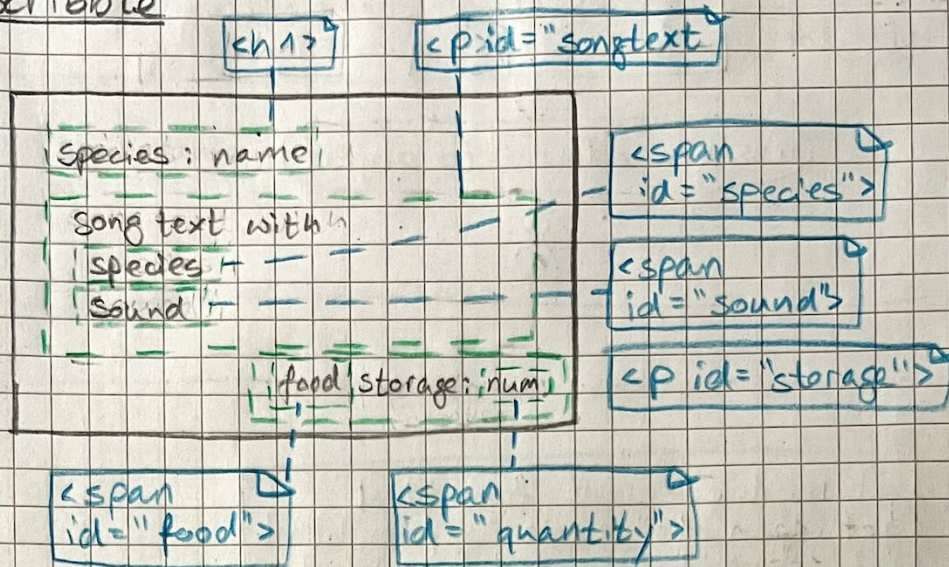 scribble
<h1>
<p id="songtext
species: name
<span
id="species">
song text with
species
sound
<span
id="sound">
food storage: num
<p id="storage">
<span
id="food">
<span
id="quantity">